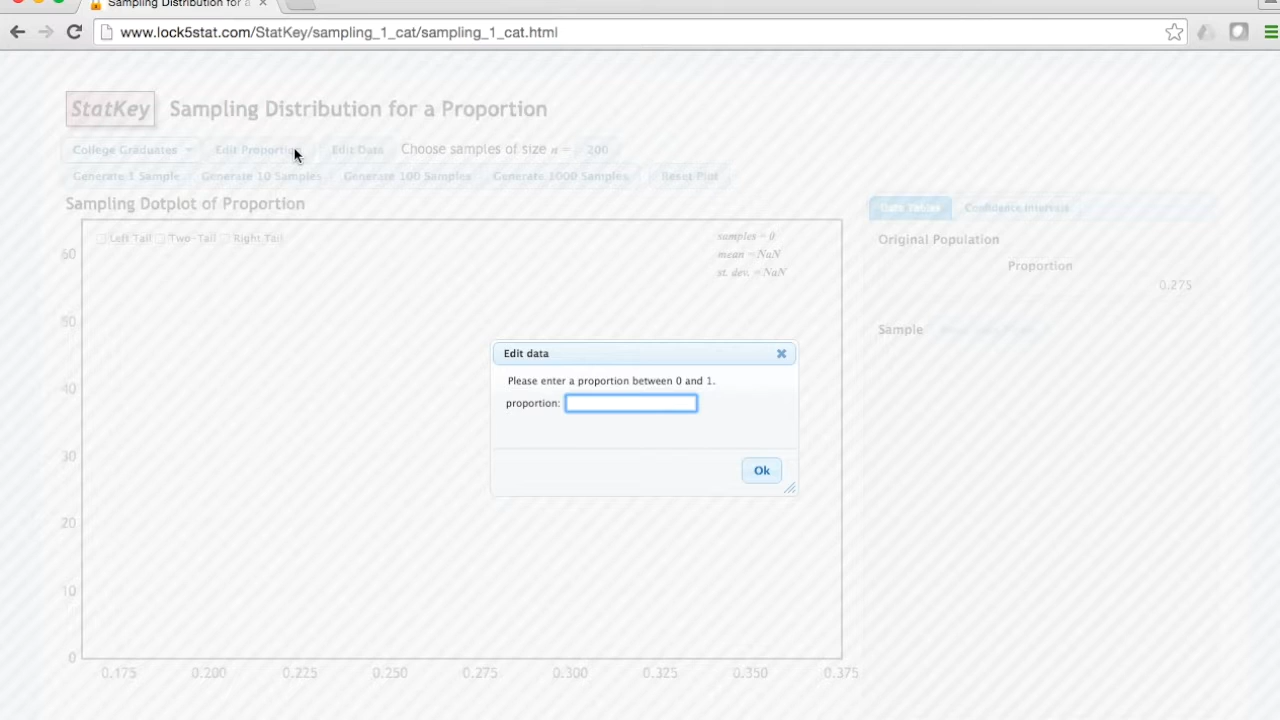 Sampling Distribution for a
www.lock5stat.com/StatKey/sampling_1_cat/sampling_1_cat.html
StatKey Sampling Distribution for a Proportion
College Graduates Edit Proportion Edit Data Choose samples of size n = 200
Generate 1 Sample Generate 10 Samples Generate 100 Samples Generate 1000 Samples Reset Plot
Sampling Dotplot of Proportion
Data Tables Confidence Intervals
Left Tail Two-Tail Right Tail
samples = 0
mean = NaN
st. dev. = NaN
Original Population
Proportion
0.275
Sample
60
50
40
30
20
10
0
0.175 0.200 0.225 0.250 0.275 0.300 0.325 0.350 0.375
Edit data
Please enter a proportion between 0 and 1.
proportion:
Ok